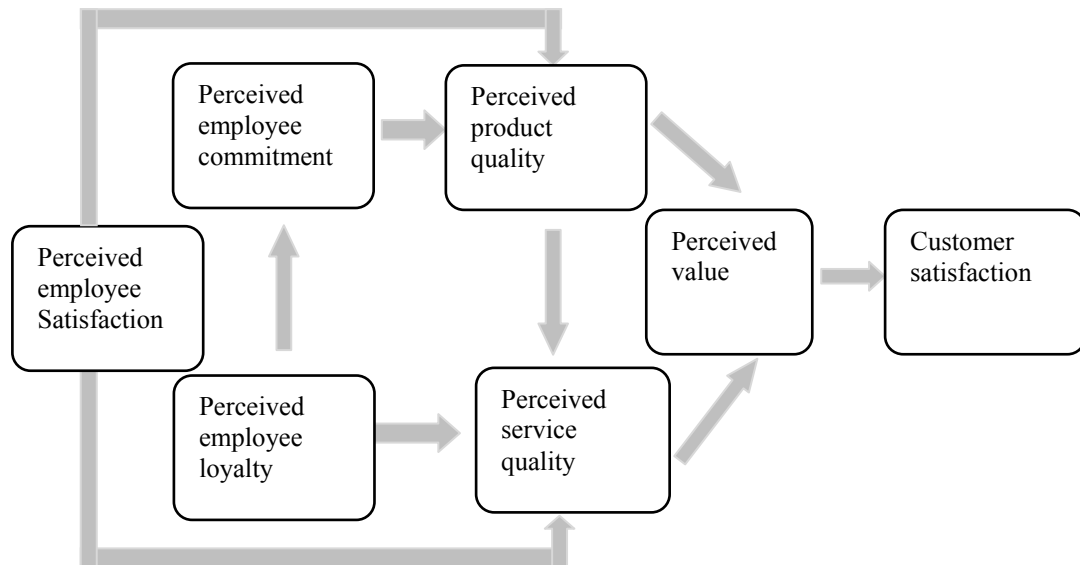 Perceived
employee
commitment
Perceived
product
quality
Perceived
employee
Satisfaction
Perceived
value
Customer
satisfaction
Perceived
employee
loyalty
Perceived
service
quality